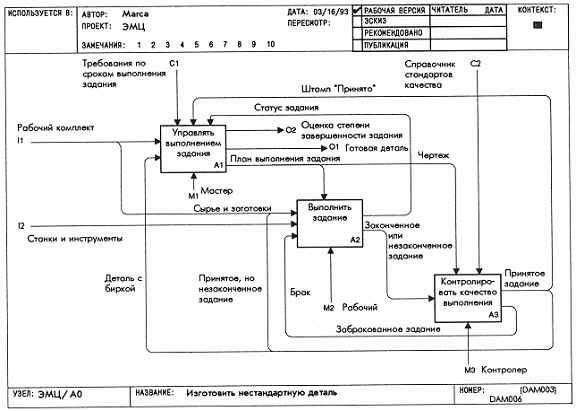 ИСПОЛЬЗУЕТСЯ В:
АВТОР: Marca
ПРОЕКТ: ЭМЦ
ЗАМЕЧАНИЯ: 1 2 3 4 5 6 7 8 9 10
ДАТА: 03/16/93
ПЕРЕСМОТР:
РАБОЧАЯ ВЕРСИЯ
ЭСКИЗ
РЕКОМЕНДОВАНО
ПУБЛИКАЦИЯ
ЧИТАТЕЛЬ ДАТА
КОНТЕКСТ:
Требования по
срокам выполнения
задания
C1
Справочник
стандортов
качества
C2
Штамп "Принято"
Статус задания
Рабочий комплект
I1
Управлять
выполнением
задания
A1
O2
Оценка степени
завершенности задания
O1 Готовая деталь
План выполнения задания
Чертеж
M1
Мастер
Сырье и заготовки
I2
Станки и инструменты
Выполнить
задание
A2
Законченное
или
незаконченное
задание
Деталь с
биркой
Принятое, но
незаконченное
задание
Брак
M2 Рабочий
Контролиро-
вать качество
выполнения
A3
Принятое
задание
Зобракованное задание
M3 Контролер
УЗЕЛ: ЭМЦ/A0
НАЗВАНИЕ: Изготовить нестандартную деталь
НОМЕР: (DAM003)
DAM006